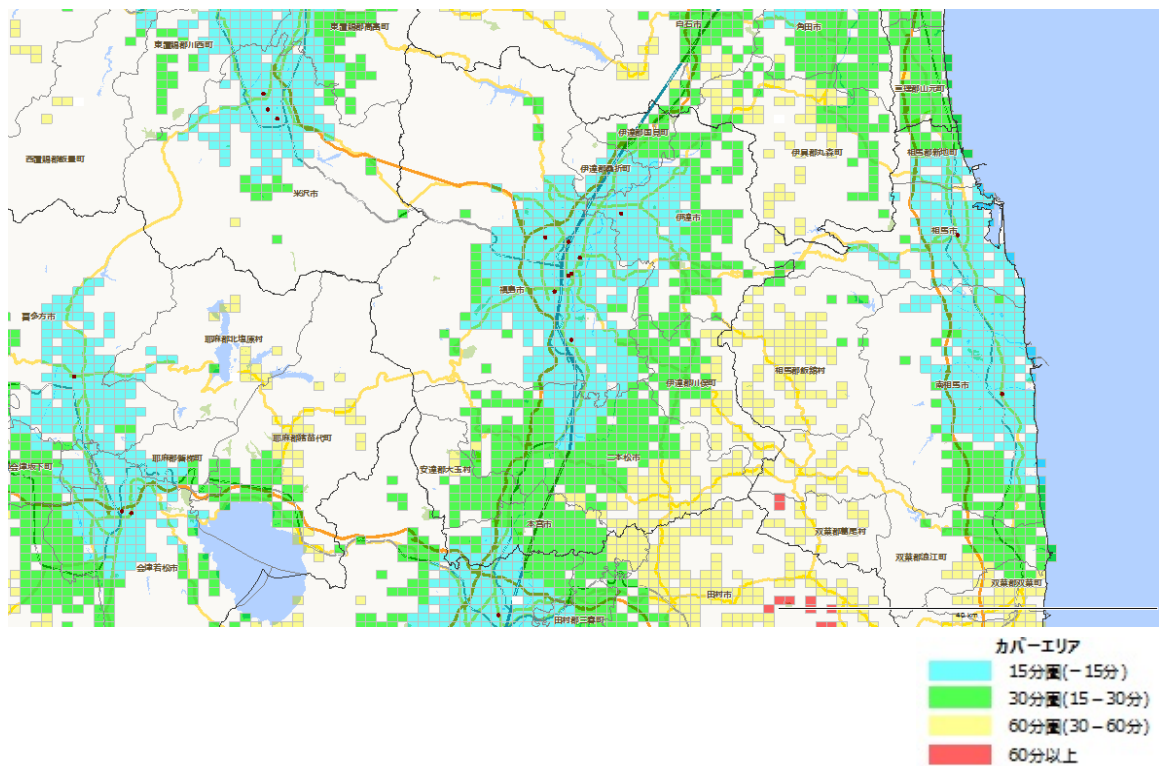 東置賜郡高畠町
東置賜郡川西町
白石市
角田市
亘理郡山元町
伊達郡国見町
西置賜郡飯豊町
伊具郡丸森町
相馬郡新地町
伊達郡桑折町
米沢市
伊達市
相馬市
福島市
喜多方市
耶麻郡北塩原村
相馬郡飯舘村
伊達郡川俣町
南相馬市
耶麻郡猪苗代町
耶麻郡磐梯町
会津坂下町
安達郡大玉村
二本松市
本宮市
双葉郡葛尾村
双葉郡浪江町
会津若松市
双葉郡双葉町
田村市
田村郡三春町
40 km
カバーエリア
15分圏(－15分)
30分圏(15－30分)
60分圏(30－60分)
60分以上